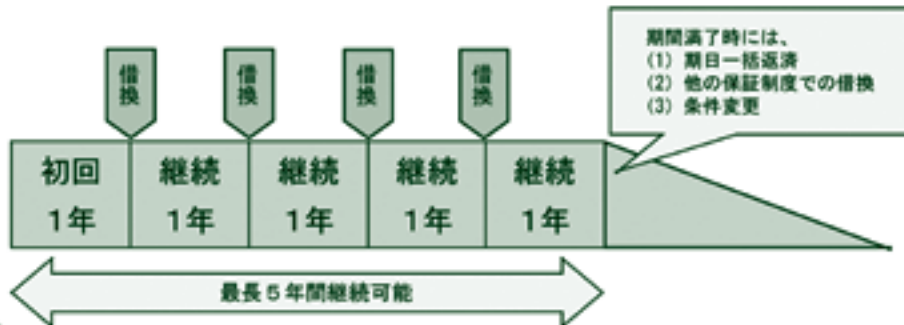 期間満了時には、
(1) 期日一括返済
(2) 他の保証制度での借換
(3) 条件変更
借換
借換
借換
借換
初回
1年
継続
1年
継続
1年
継続
1年
継続
1年
最長5年間継続可能